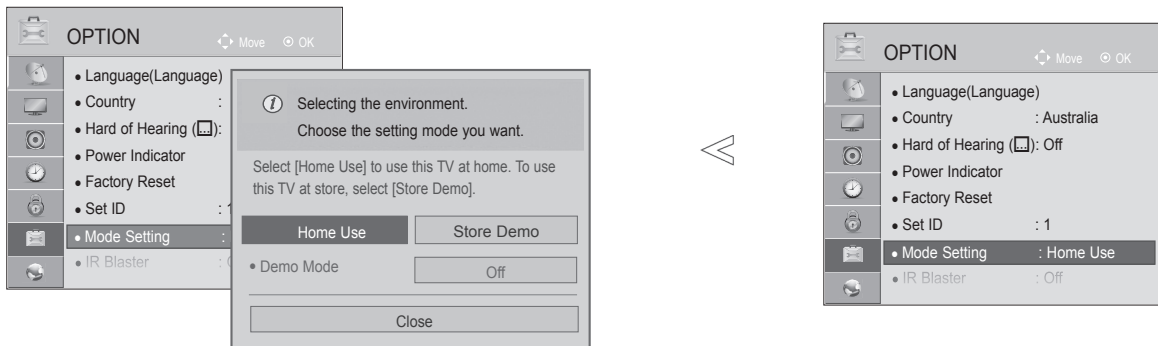 OPTION
Move OK
• Language(Language)
• Country :
• Hard of Hearing ( ):
• Power Indicator
• Factory Reset
• Set ID : 1
• Mode Setting :
• IR Blaster :
Selecting the environment.
Choose the setting mode you want.
Select [Home Use] to use this TV at home. To use
this TV at store, select [Store Demo].
Home Use Store Demo
• Demo Mode Off
Close
OPTION
Move OK
• Language(Language)
• Country : Australia
• Hard of Hearing ( ): Off
• Power Indicator
• Factory Reset
• Set ID : 1
• Mode Setting : Home Use
• IR Blaster : Off